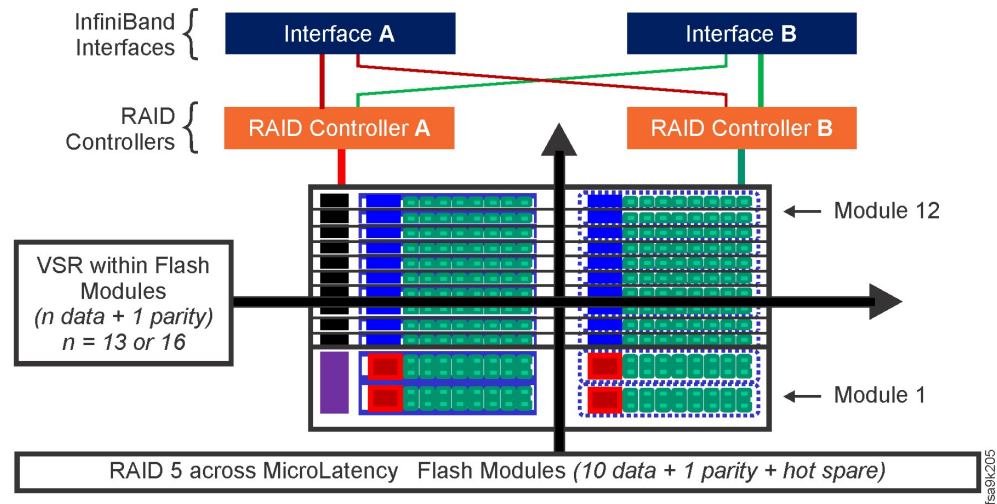 InfiniBand
Interfaces
Interface A
Interface B
RAID
Controllers
RAID Controller A
RAID Controller B
Module 12
VSR within Flash
Modules
(n data + 1 parity)
n = 13 or 16
Module 1
RAID 5 across MicroLatency Flash Modules (10 data + 1 parity + hot spare)
fsa9k205